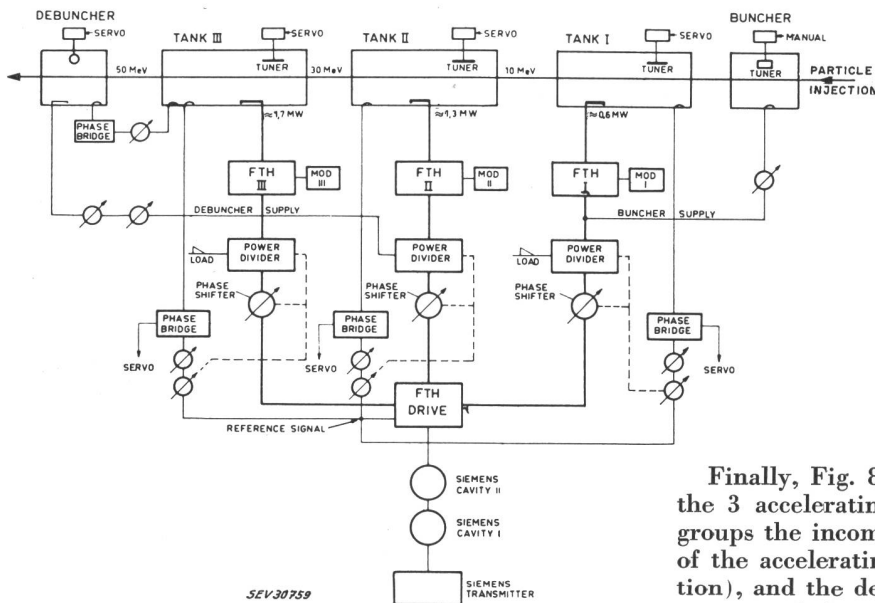 DEBUNCHER
SERVO
TANK III
SERVO
TANK II
SERVO
TANK I
SERVO
BUNCHER
MANUAL
TUNER
TUNER
TUNER
TUNER
50 MeV
30 MeV
10 MeV
PARTICLE
INJECTION
PHASE
BRIDGE
≈1,7 MW
≈1,3 MW
≈0,6 MW
FTH
III
MOD
III
FTH
II
MOD
II
FTH
I
MOD
I
DEBUNCHER SUPPLY
BUNCHER SUPPLY
LOAD
POWER
DIVIDER
POWER
DIVIDER
LOAD
POWER
DIVIDER
PHASE
SHIFTER
PHASE
SHIFTER
PHASE
SHIFTER
PHASE
BRIDGE
PHASE
BRIDGE
PHASE
BRIDGE
SERVO
SERVO
SERVO
FTH
DRIVE
REFERENCE SIGNAL
SIEMENS
CAVITY II
SIEMENS
CAVITY I
SIEMENS
TRANSMITTER
SEV30759
Finally, Fig. 8
the 3 acceleratin
groups the incom
of the acceleratin
tion), and the de